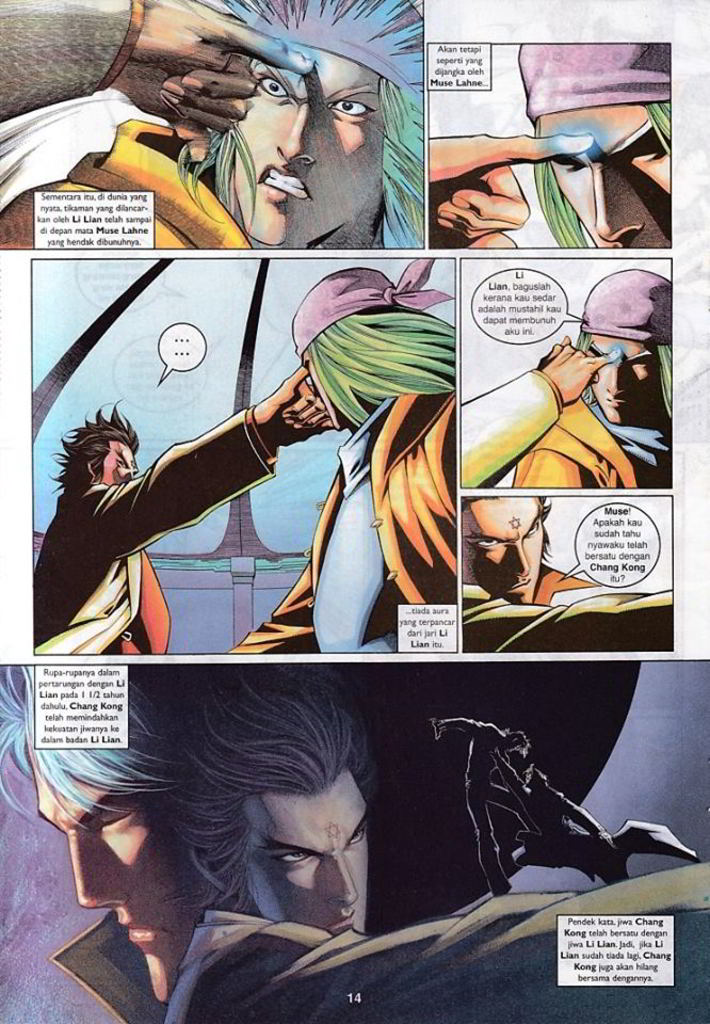 Sementara itu, di dunia yang
nyata, tikaman yang dilancar-
kan oleh Li Lian telah sampai
di depan mata Muse Lahne
yang hendak dibunuhnya.
Akan tetapi
seperti yang
dijangka oleh
Muse Lahne...
...
...
...tiada aura
yang terpancar
dari jari Li
Lian itu.
Li
Lian, baguslah
kerana kau sedar
adalah mustahil kau
dapat membunuh
aku ini.
Muse!
Apakah kau
sudah tahu
nyawaku telah
bersatu dengan
Chang Kong
itu?
Rupa-rupanya dalam
pertarungan dengan Li
Lian pada 1 1/2 tahun
dahulu, Chang Kong
telah memindahkan
kekuatan jiwanya ke
dalam badan Li Lian.
Pendek kata, jiwa Chang
Kong telah bersatu dengan
jiwa Li Lian. Jadi, jika Li
Lian sudah tiada lagi, Chang
Kong juga akan hilang
bersama dengannya.
14